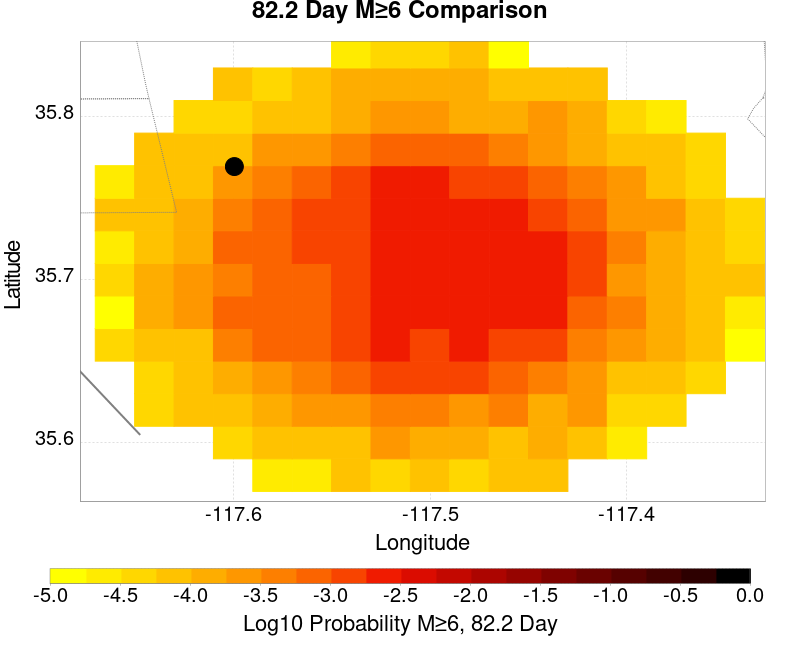 82.2 Day M≥6 Comparison
35.8
35.7
35.6
Latitude
-117.6 -117.5 -117.4
Longitude
-5.0 -4.5 -4.0 -3.5 -3.0 -2.5 -2.0 -1.5 -1.0 -0.5 0.0
Log10 Probability M≥6, 82.2 Day